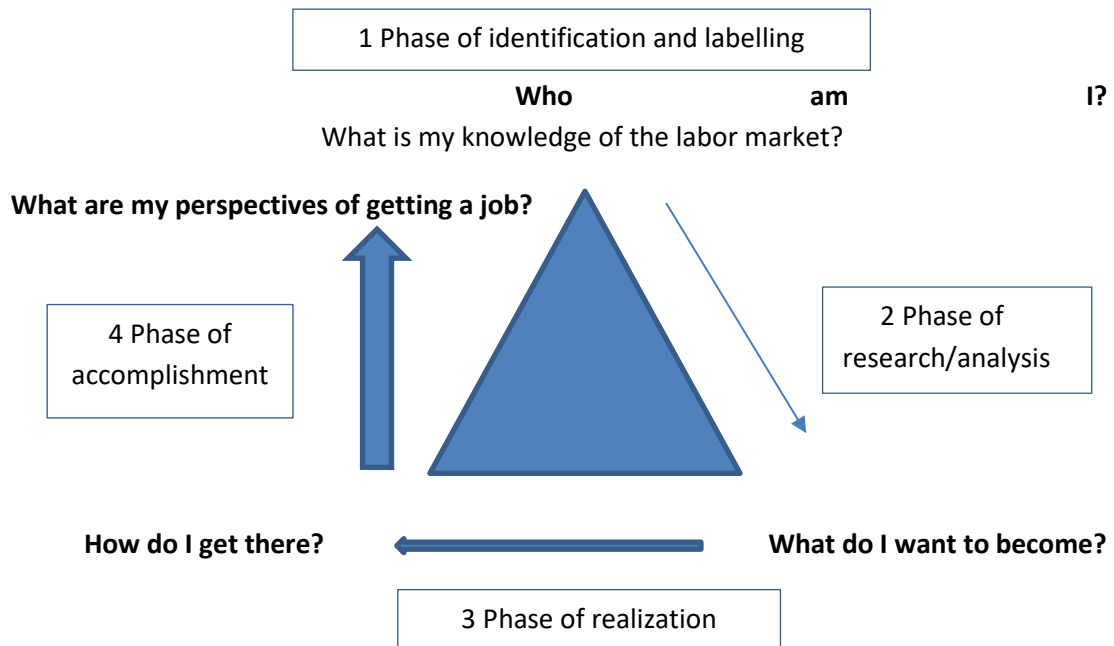 1 Phase of identification and labelling
Who am I?
What is my knowledge of the labor market?
What are my perspectives of getting a job?
4 Phase of
accomplishment
2 Phase of
research/analysis
How do I get there?
What do I want to become?
3 Phase of realization